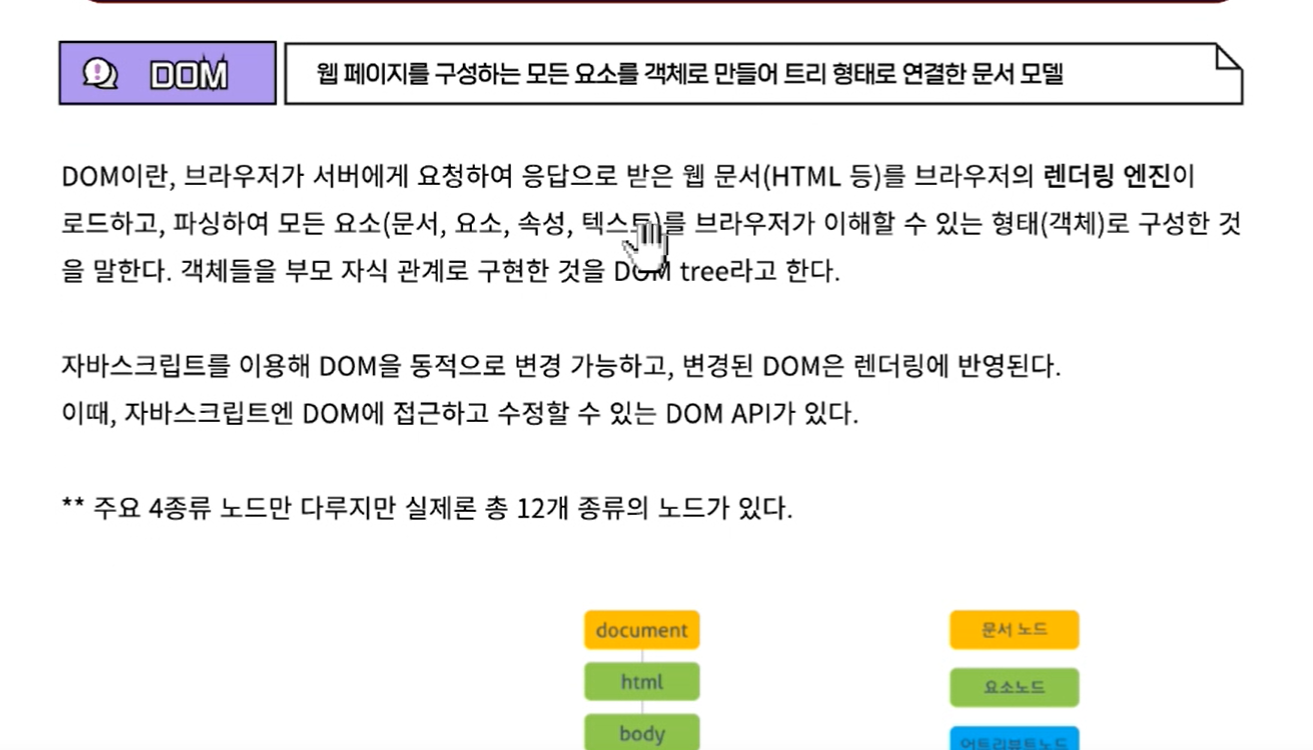 DOM
웹 페이지를 구성하는 모든 요소를 객체로 만들어 트리 형태로 연결한 문서 모델
DOM이란, 브라우저가 서버에게 요청하여 응답으로 받은 웹 문서(HTML 등)를 브라우저의 렌더링 엔진이
로드하고, 파싱하여 모든 요소(문서, 요소, 속성, 텍스트)를 브라우저가 이해할 수 있는 형태(객체)로 구성한 것
을 말한다. 객체들을 부모 자식 관계로 구현한 것을 DOM tree라고 한다.
자바스크립트를 이용해 DOM을 동적으로 변경 가능하고, 변경된 DOM은 렌더링에 반영된다.
이때, 자바스크립트엔 DOM에 접근하고 수정할 수 있는 DOM API가 있다.
** 주요 4종류 노드만 다루지만 실제론 총 12개 종류의 노드가 있다.
document
문서 노드
html
요소노드
body
어트리뷰트노드